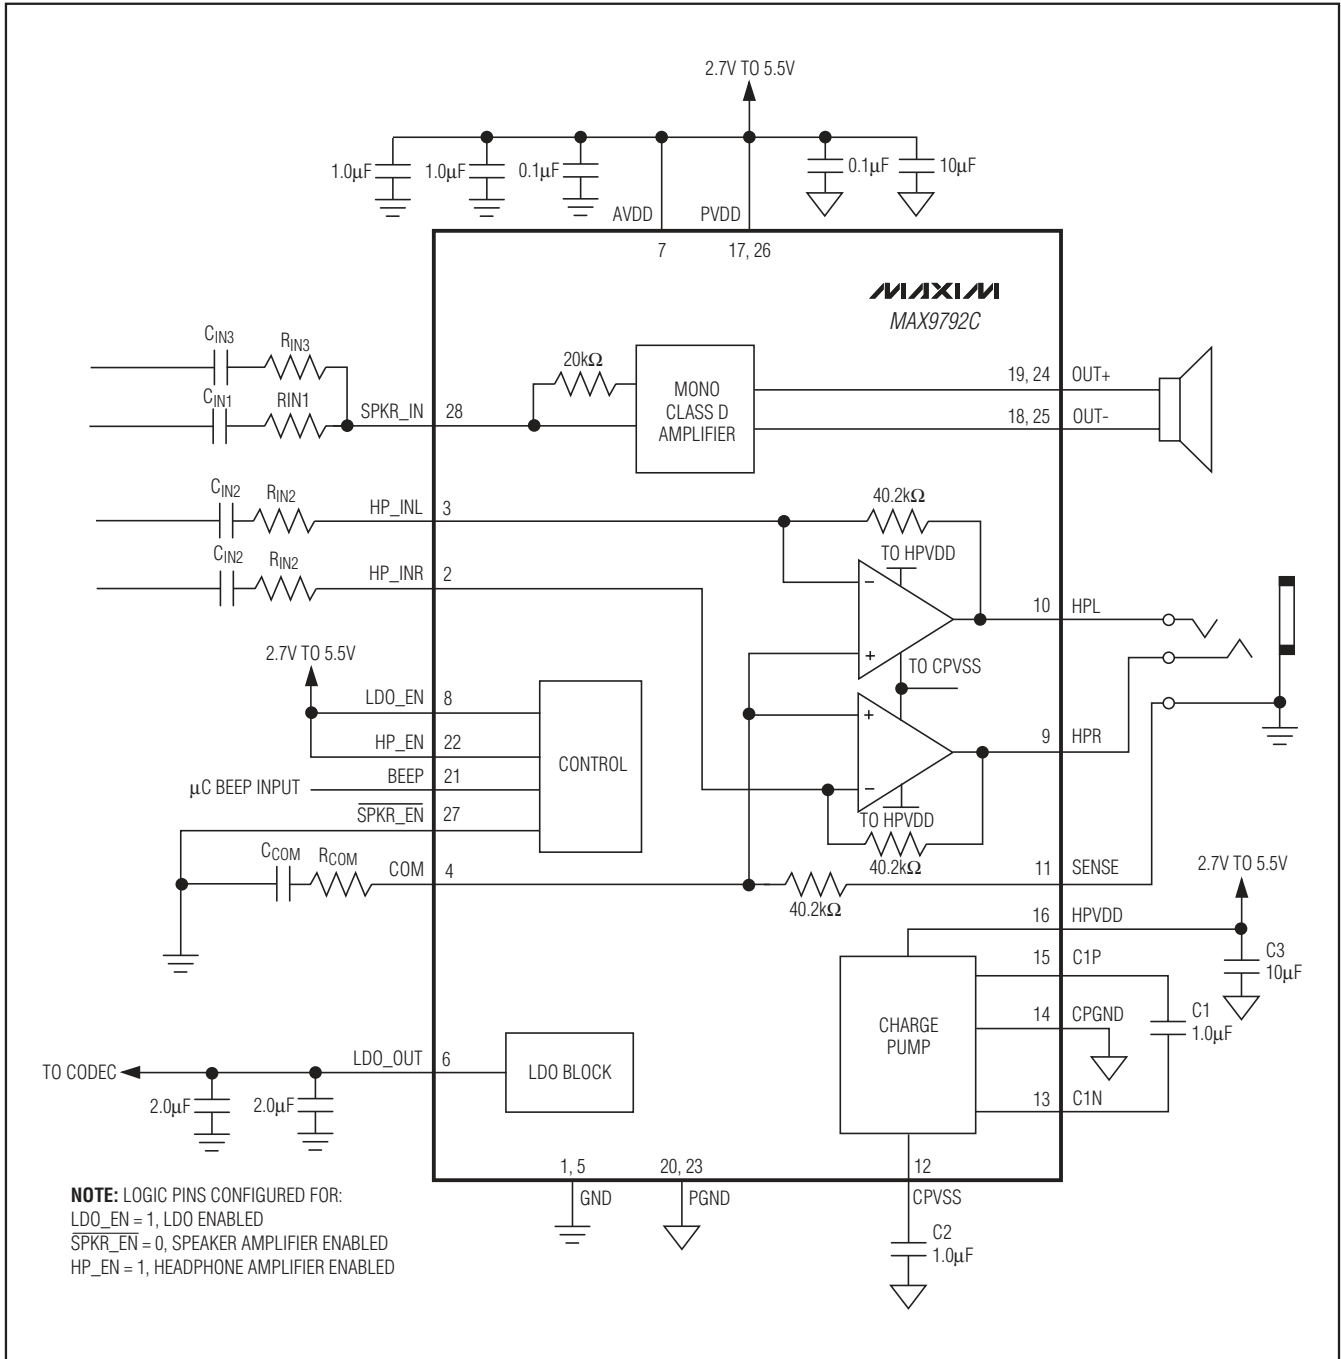 2.7V TO 5.5V
1.0μF
1.0μF
0.1μF
0.1μF
10μF
AVDD
PVDD
7
17, 26
MAXIM
MAX9792C
CIN3
RIN3
CIN1
RIN1
SPKR_IN
28
20kΩ
MONO
CLASS D
AMPLIFIER
19, 24
OUT+
18, 25
OUT-
CIN2
RIN2
HP_INL
3
40.2kΩ
TO HPVDD
CIN2
RIN2
HP_INR
2
10
HPL
TO CPVSS
2.7V TO 5.5V
LDO_EN
8
HP_EN
22
μC BEEP INPUT
BEEP
21
SPKR_EN
27
CONTROL
9
HPR
TO HPVDD
40.2kΩ
CCOM
RCOM
COM
4
40.2kΩ
11
SENSE
2.7V TO 5.5V
16
HPVDD
15
C1P
C3
10μF
14
CPGND
C1
1.0μF
13
C1N
CHARGE
PUMP
TO CODEC
LDO_OUT
6
LDO BLOCK
2.0μF
2.0μF
1, 5
GND
20, 23
PGND
12
CPVSS
C2
1.0μF
NOTE: LOGIC PINS CONFIGURED FOR:
LDO_EN = 1, LDO ENABLED
SPKR_EN = 0, SPEAKER AMPLIFIER ENABLED
HP_EN = 1, HEADPHONE AMPLIFIER ENABLED